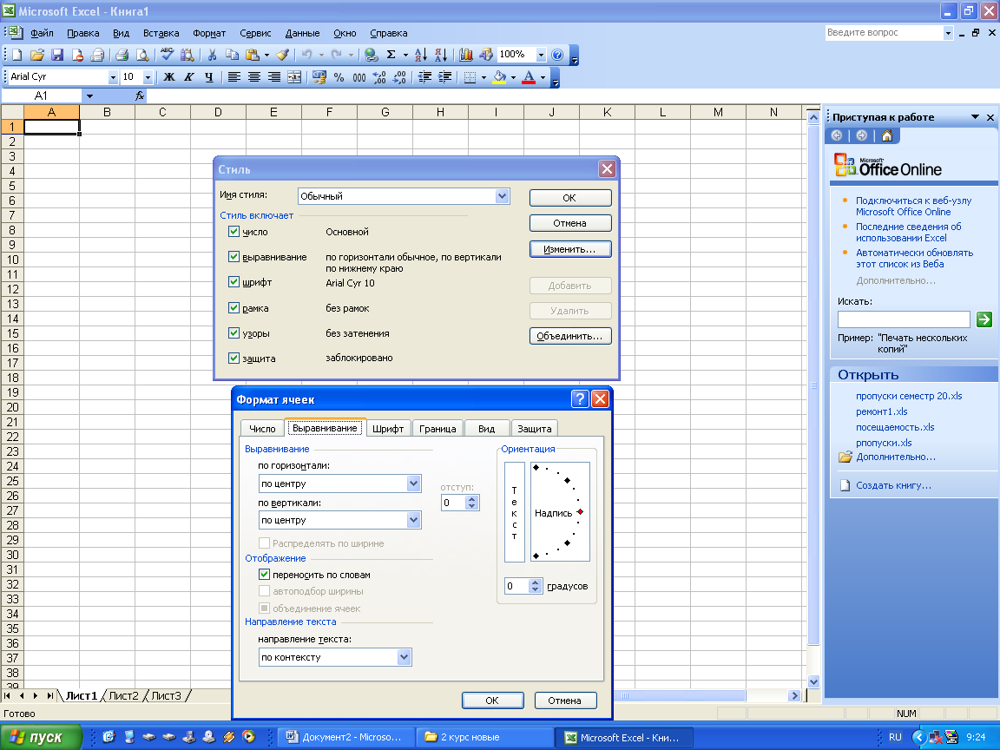 Microsoft Excel - Книга1
Файл Правка Вид Вставка Формат Сервис Данные Окно Справка
Введите вопрос
100%
Arial Cyr 10 Ж К Ч % 000
A1 fx
A B C D E F G H I J K L M N
1
2
3
4
5
6
7
8
9
10
11
12
13
14
15
16
17
18
19
20
21
22
23
24
25
26
27
28
29
30
31
32
33
34
35
36
37
38
39
Стиль
Имя стиля: Обычный
Стиль включает
число Основной
выравнивание по горизонтали обычное, по вертикали
по нижнему краю
шрифт Arial Cyr 10
рамка без рамок
узоры без затенения
защита заблокировано
ОК
Отмена
Изменить...
Добавить
Удалить
Объединить...
Формат ячеек
Число Выравнивание Шрифт Граница Вид Защита
Выравнивание
по горизонтали:
по центру
отступ:
0
по вертикали:
по центру
Распределять по ширине
Отображение
переносить по словам
автоподбор ширины
объединение ячеек
Направление текста
направление текста:
по контексту
Ориентация
Текст
Надпись
0 градусов
ОК Отмена
Приступая к работе
Microsoft
Office Online
Подключиться к веб-узлу
Microsoft Office Online
Последние сведения об
использовании Excel
Автоматически обновлять
этот список из Веба
Дополнительно...
Искать:
Пример: "Печать нескольких
копий"
Открыть
пропуски семестр 20.xls
ремонт1.xls
посещаемость.xls
рпопуски.xls
Дополнительно...
Создать книгу...
Лист1 Лист2 Лист3
Готово NUM
пуск Документ2 - Microso... 2 курс новые Microsoft Excel - Кни... RU 9:24